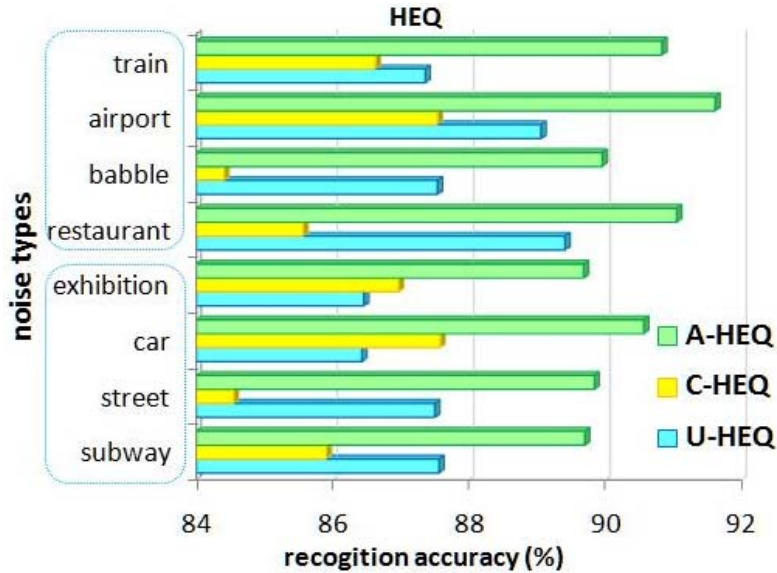 HEQ
noise types
train
airport
babble
restaurant
exhibition
car
street
subway
A-HEQ
C-HEQ
U-HEQ
84 86 88 90 92
recogition accuracy (%)